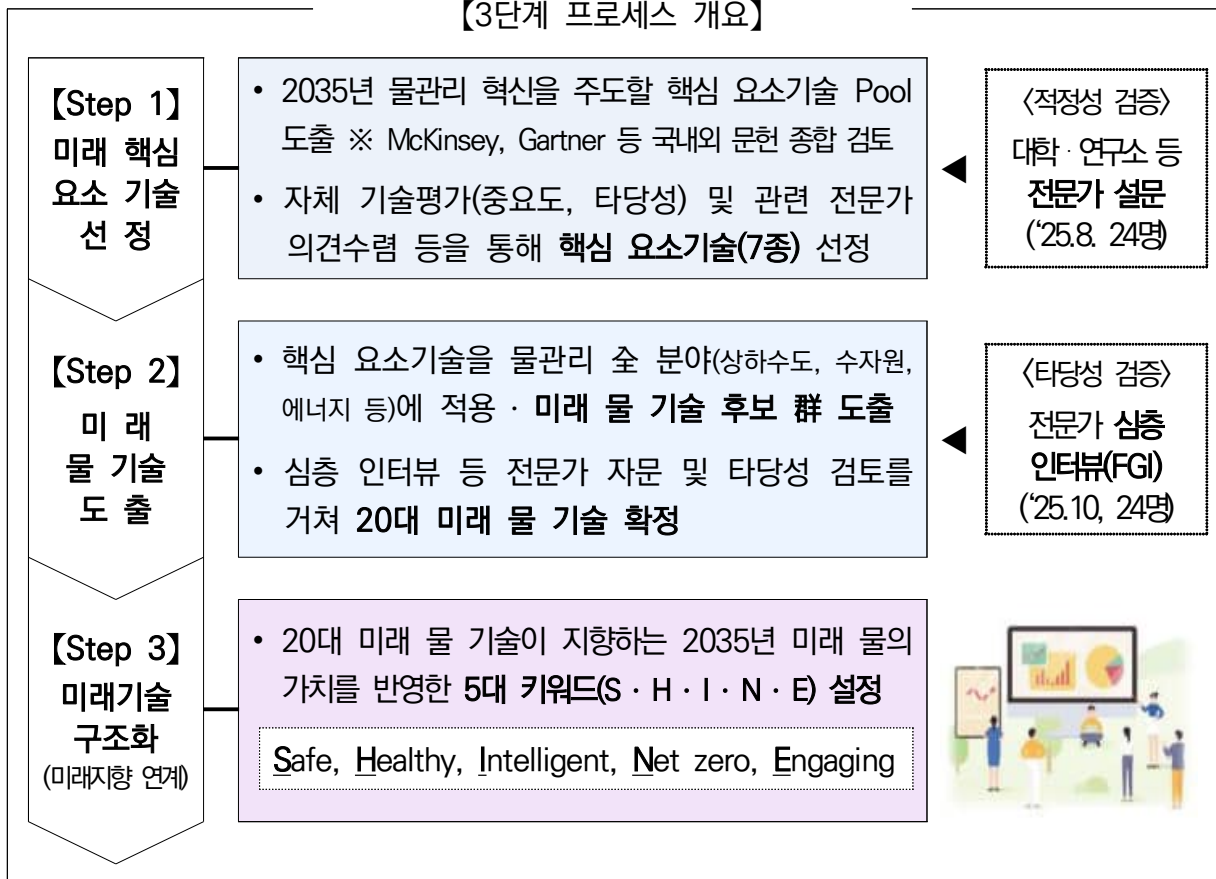 【3단계 프로세스 개요】
【Step 1】
미래 핵심
요소 기술
선 정
• 2035년 물관리 혁신을 주도할 핵심 요소기술 Pool
도출 ※ McKinsey, Gartner 등 국내외 문헌 종합 검토
• 자체 기술평가(중요도, 타당성) 및 관련 전문가
의견수렴 등을 통해 핵심 요소기술(7종) 선정
◀
〈적정성 검증〉
대학 · 연구소 등
전문가 설문
(‘25.8. 24명)
【Step 2】
미 래
물 기술
도 출
• 핵심 요소기술을 물관리 全 분야(상하수도, 수자원,
에너지 등)에 적용 · 미래 물 기술 후보 群 도출
• 심층 인터뷰 등 전문가 자문 및 타당성 검토를
거쳐 20대 미래 물 기술 확정
◀
〈타당성 검증〉
전문가 심층
인터뷰(FGI)
(‘25.10, 24명)
【Step 3】
미래기술
구조화
(미래지향 연계)
• 20대 미래 물 기술이 지향하는 2035년 미래 물의
가치를 반영한 5대 키워드(S · H · I · N · E) 설정
Safe, Healthy, Intelligent, Net zero, Engaging